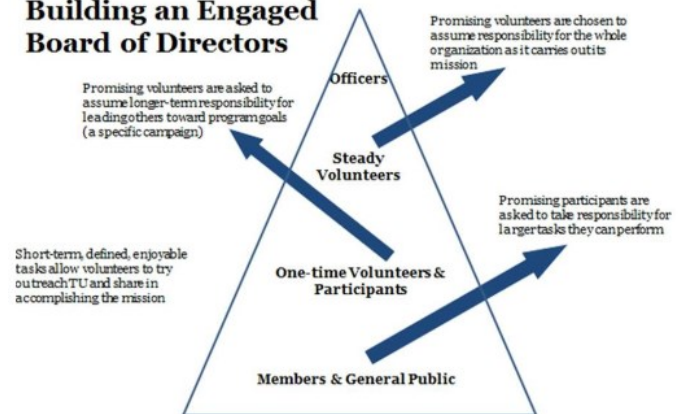 Building an Engaged
Board of Directors
Promising volunteers are chosen to
assume responsibility for the whole
organization as it carries out its
mission
Officers
Promising volunteers are asked to
assume longer-term responsibility for
leading others toward program goals
(a specific campaign)
Steady
Volunteers
Promising participants are
asked to take responsibility for
larger tasks they can perform
Short-term, defined, enjoyable
tasks allow volunteers to try
outreach TU and share in
accomplishing the mission
One-time Volunteers &
Participants
Members & General Public